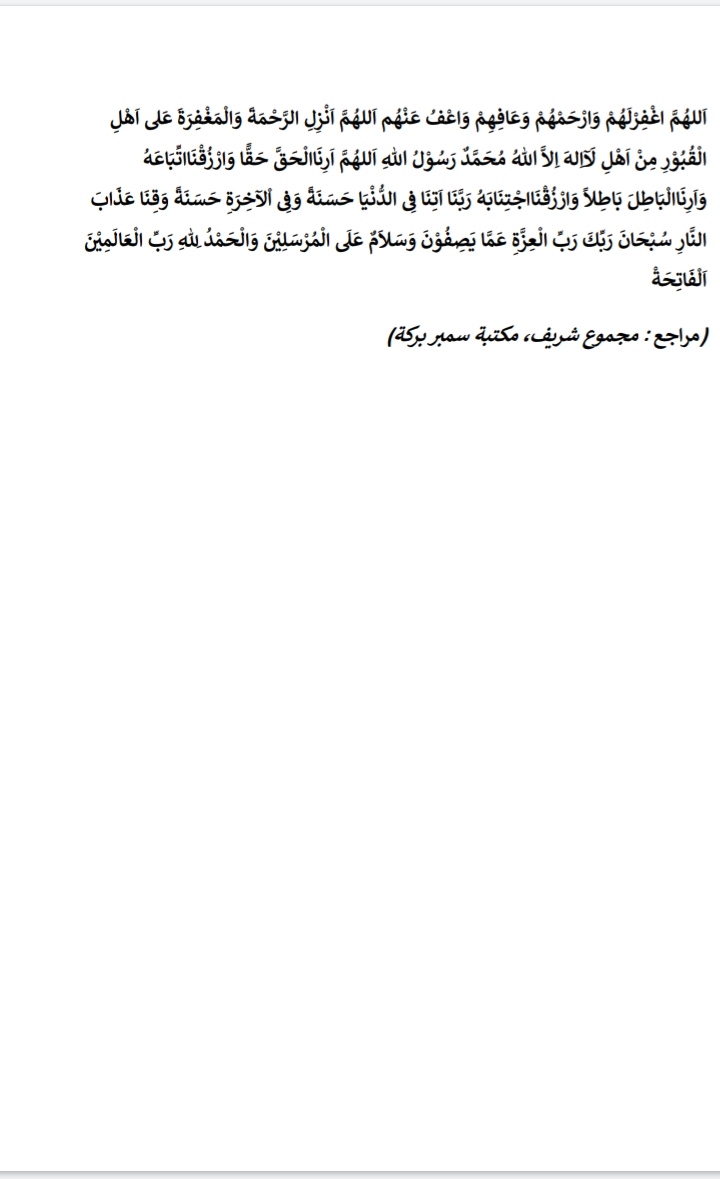 اَللهُمَّ اغْفِرْلَهُمْ وَارْحَمْهُمْ وَعَافِهِمْ وَاعْفُ عَنْهُم اَللهُمَّ اَنْزِلِ الرَّحْمَةَ وَالْمَغْفِرَةَ عَلى اَهْلِ
الْقُبُوْرِ مِنْ اَهْلِ لَآاِلهَ اِلاَّ اللهُ مُحَمَّدٌ رَسُوْلُ اللهِ اَللهُمَّ اَرِنَاالْحَقَّ حَقًّا وَارْزُقْنَااتِّبَاعَهُ
وَاَرِنَاالْبَاطِلَ بَاطِلاً وَارْزُقْنَااجْتِنَابَهُ رَبَّنَا اَتِنَا فِى الدُّنْيَا حَسَنَةً وَفِى اْلآخِرَةِ حَسَنَةً وَقِنَا عَذَابَ
النَّارِ سُبْحَانَ رَبِّكَ رَبِّ الْعِزَّةِ عَمَّا يَصِفُوْنَ وَسَلاَمٌ عَلَى الْمُرْسَلِيْنَ وَالْحَمْدُ لِلهِ رَبِّ الْعَالَمِيْنَ
اَلْفَاتِحَةْ
(مراجع : مجموع شريف، مكتبة سمبر بركة)